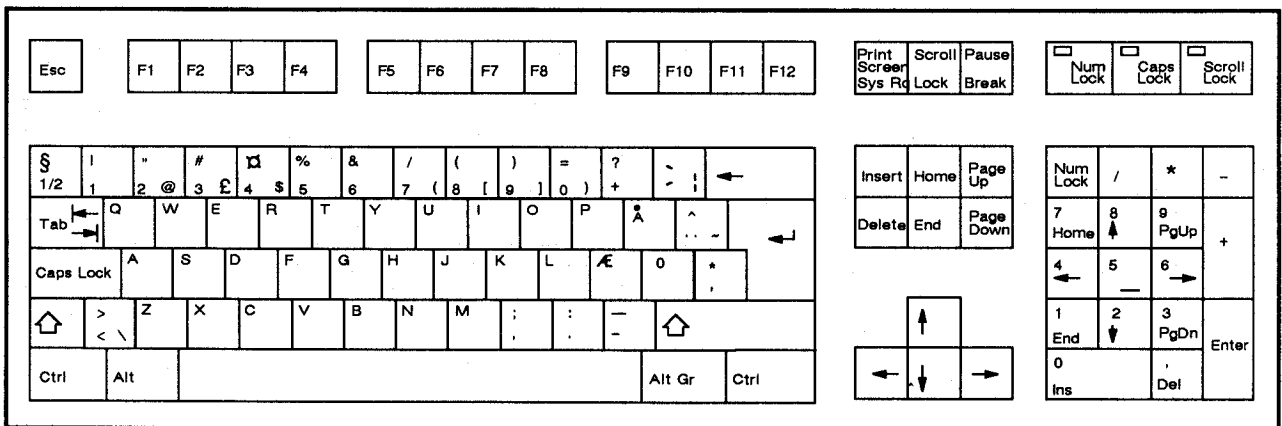 Esc F1 F2 F3 F4 F5 F6 F7 F8 F9 F10 F11 F12
Print Screen Sys Rq
Scroll Lock
Pause Break
Num Lock
Caps Lock
Scroll Lock
§ ! " # ¤ % & / ( ) = ? `
1/2 1 2 @ 3 £ 4 $ 5 6 7 ( 8 [ 9 ] 0 ) + ´ ¦ ←
Tab Q W E R T Y U I O P Å ^ ¨ ~ ↵
Caps Lock A S D F G H J K L Æ 0 * ,
⇧ > < \ Z X C V B N M ; , : . — - ⇧
Ctrl Alt Alt Gr Ctrl
Insert Home Page Up
Delete End Page Down
↑
← ↓ →
Num Lock / * -
7 Home 8 ↑ 9 PgUp +
4 ← 5 _ 6 →
1 End 2 ↓ 3 PgDn Enter
0 Ins , Del